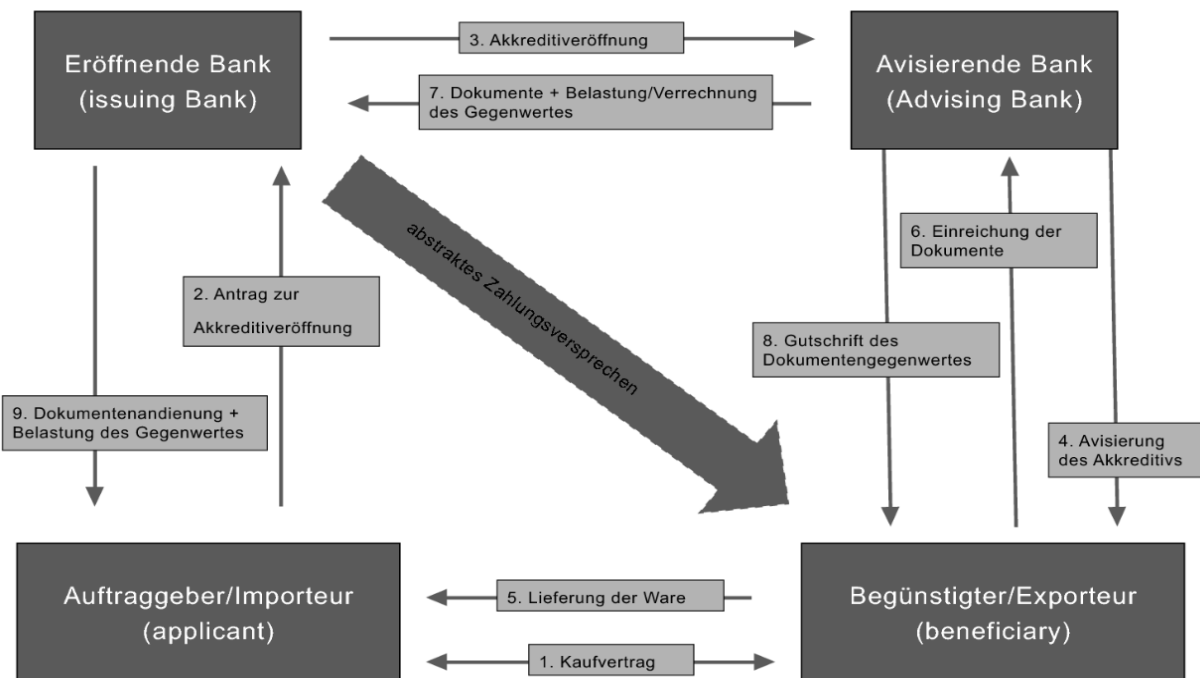 Eröffnende Bank
(issuing Bank)
3. Akkreditiveröffnung
7. Dokumente + Belastung/Verrechnung
des Gegenwertes
Avisierende Bank
(Advising Bank)
abstraktes Zahlungsversprechen
2. Antrag zur
Akkreditiveröffnung
6. Einreichung der
Dokumente
8. Gutschrift des
Dokumentengegenwertes
9. Dokumentenandienung +
Belastung des Gegenwertes
4. Avisierung
des Akkreditivs
Auftraggeber/Importeur
(applicant)
5. Lieferung der Ware
1. Kaufvertrag
Begünstigter/Exporteur
(beneficiary)